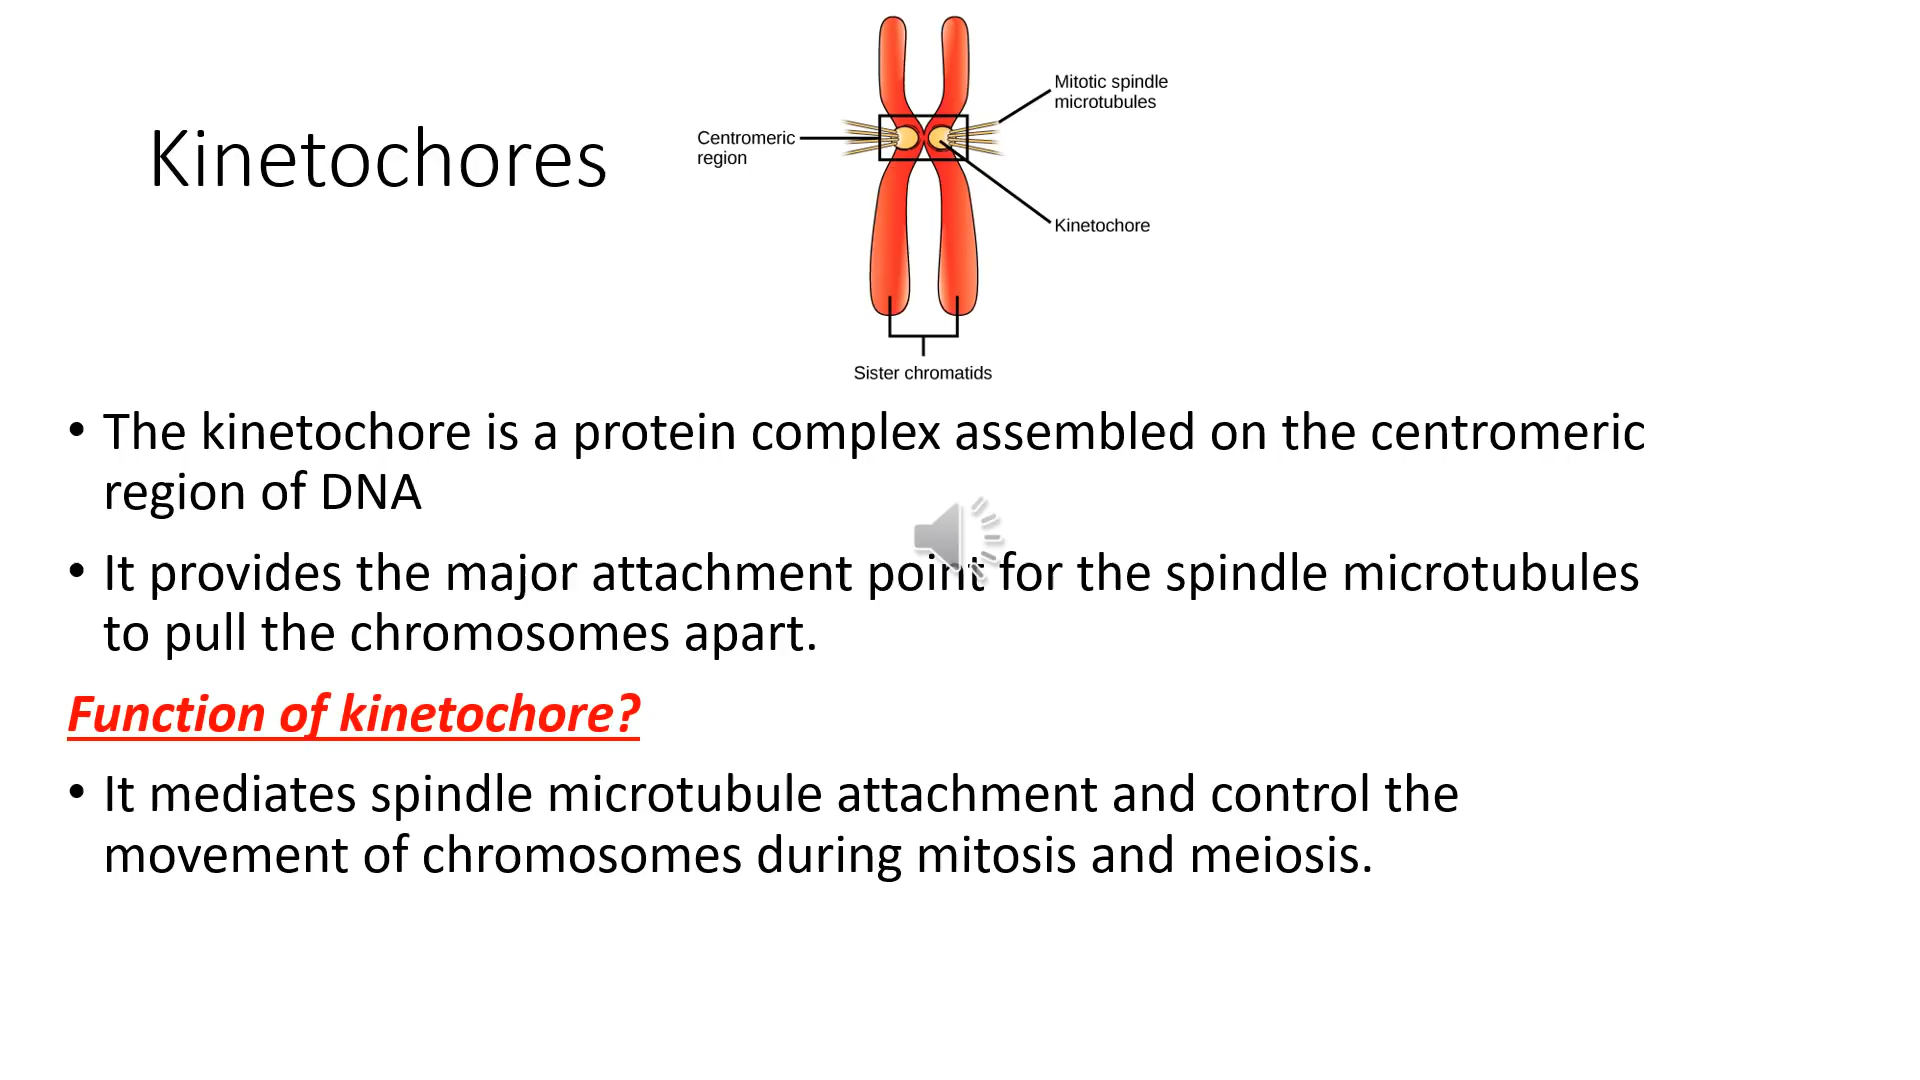 Kinetochores
Mitotic spindle
microtubules
Centromeric
region
Kinetochore
Sister chromatids
• The kinetochore is a protein complex assembled on the centromeric
region of DNA
• It provides the major attachment point for the spindle microtubules
to pull the chromosomes apart.
Function of kinetochore?
• It mediates spindle microtubule attachment and control the
movement of chromosomes during mitosis and meiosis.